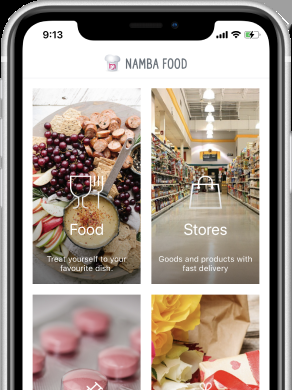 9:13
NAMBA FOOD
Food
Treat yourself to your
favourite dish.
Stores
Goods and products with
fast delivery